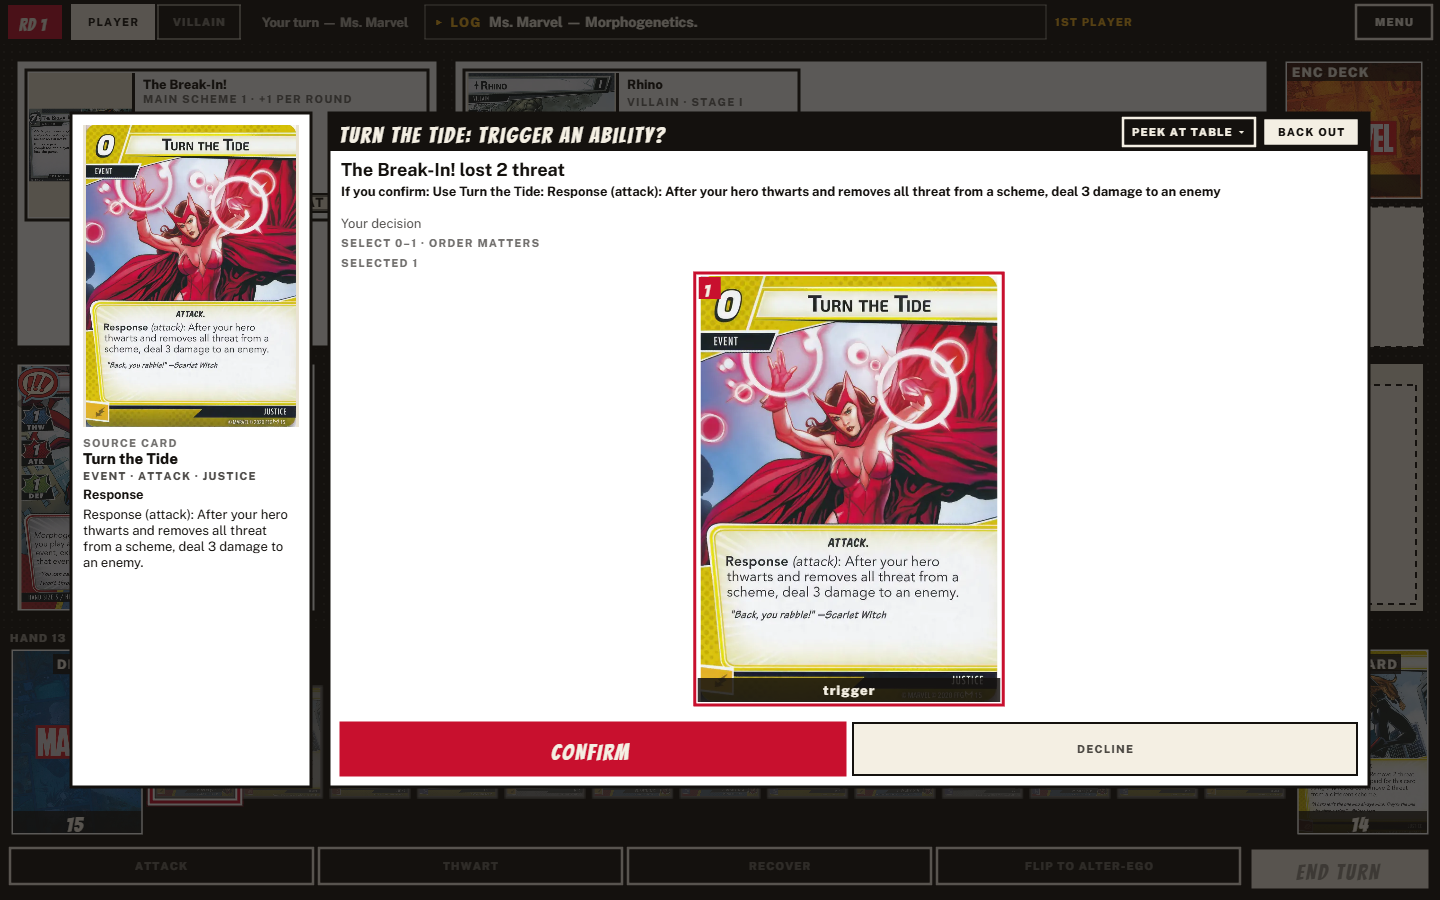 RD 1
PLAYER
VILLAIN
Your turn — Ms. Marvel
▸ LOG Ms. Marvel — Morphogenetics.
1ST PLAYER
MENU
The Break-In!
MAIN SCHEME 1 · +1 PER ROUND
RHINO
Rhino
VILLAIN · STAGE I
ENC DECK
TURN THE TIDE: TRIGGER AN ABILITY?
PEEK AT TABLE
BACK OUT
0
TURN THE TIDE
EVENT
ATTACK.
Response (attack): After your hero
thwarts and removes all threat from a
scheme, deal 3 damage to an enemy.
"Back, you rabble!" —Scarlet Witch
JUSTICE
SOURCE CARD
Turn the Tide
EVENT · ATTACK · JUSTICE
Response
Response (attack): After your hero
thwarts and removes all threat
from a scheme, deal 3 damage to
an enemy.
The Break-In! lost 2 threat
If you confirm: Use Turn the Tide: Response (attack): After your hero thwarts and removes all threat from a scheme, deal 3 damage to an enemy
Your decision
SELECT 0–1 · ORDER MATTERS
SELECTED 1
1
0
TURN THE TIDE
EVENT
ATTACK.
Response (attack): After your hero
thwarts and removes all threat from a
scheme, deal 3 damage to an enemy.
"Back, you rabble!" —Scarlet Witch
JUSTICE
trigger
CONFIRM
DECLINE
1
THW
1
ATK
1
DEF
HAND 13
15
14
ATTACK
THWART
RECOVER
FLIP TO ALTER-EGO
END TURN